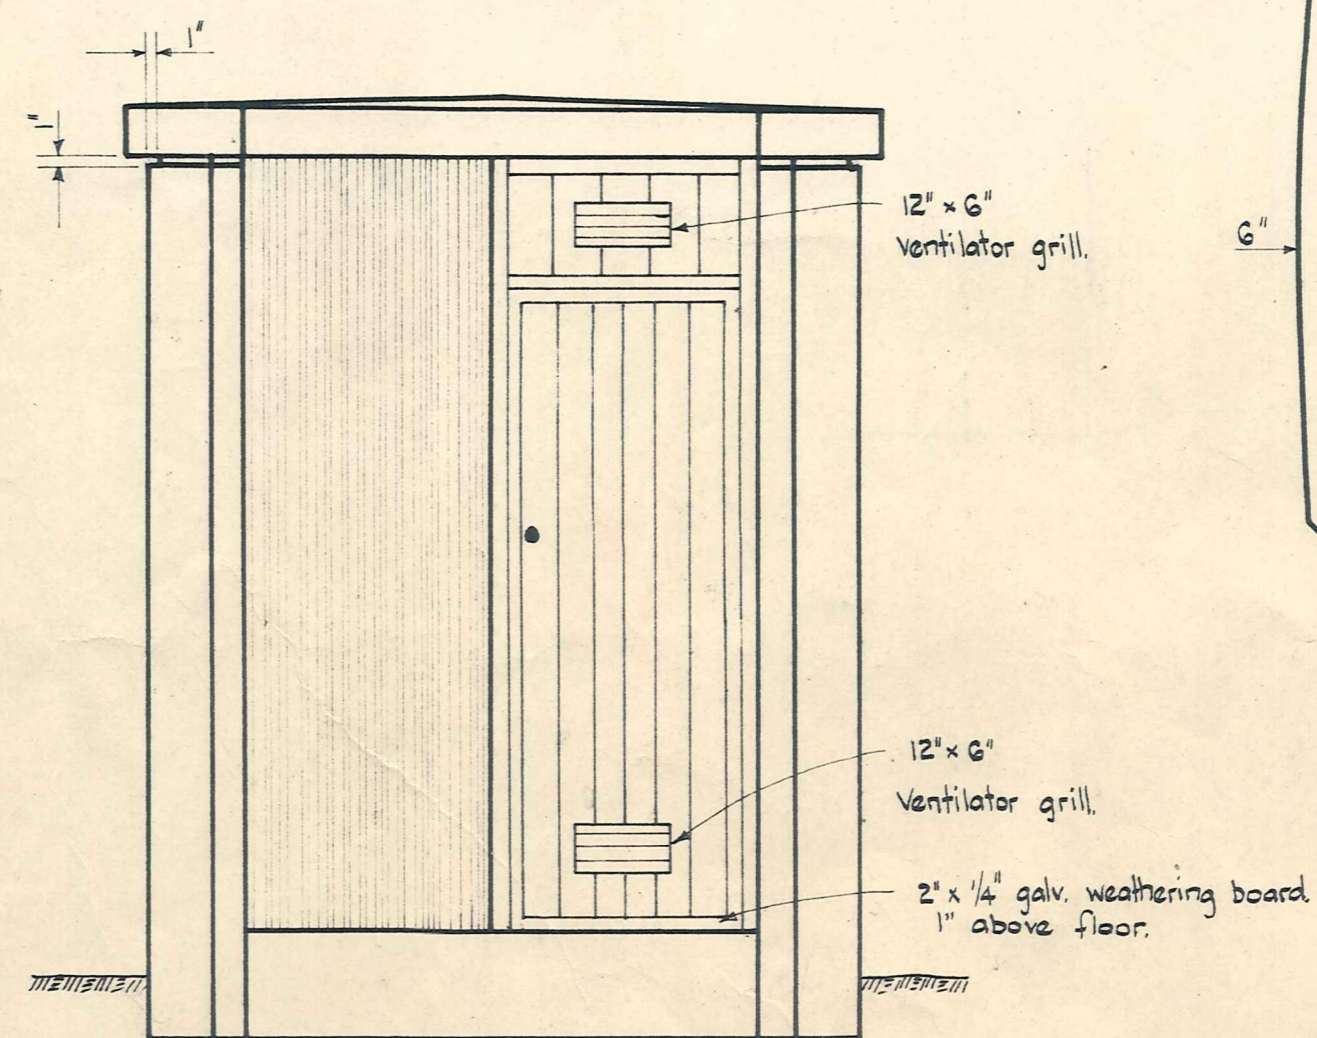 1"
1"
12" x 6"
Ventilator grill.
6"
12" x 6"
Ventilator grill.
2" x 1/4" galv. weathering board.
1" above floor.